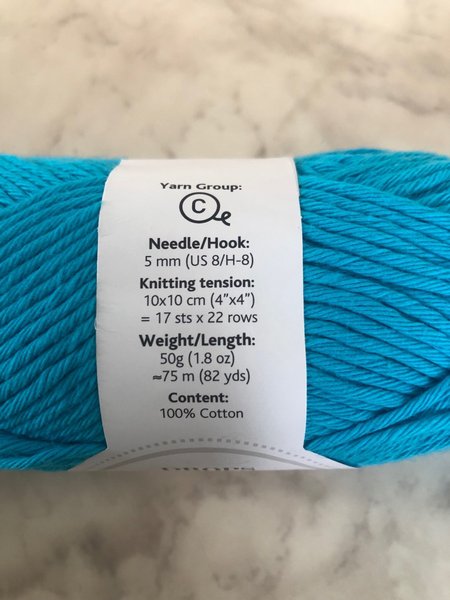 Yarn Group:
C
Needle/Hook:
5 mm (US 8/H-8)
Knitting tension:
10x10 cm (4”x4”)
= 17 sts x 22 rows
Weight/Length:
50g (1.8 oz)
≈75 m (82 yds)
Content:
100% Cotton